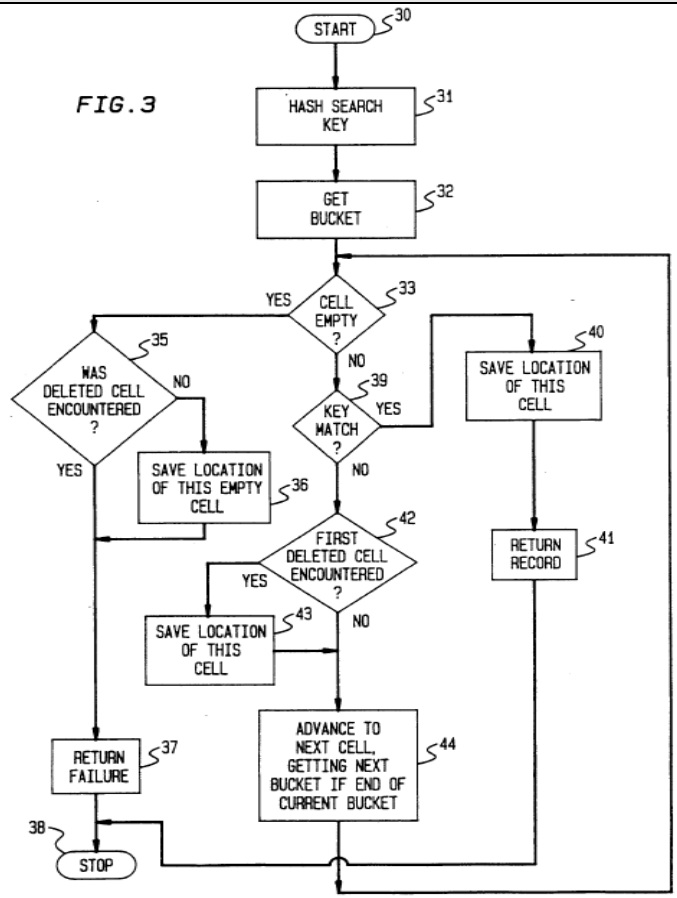 30
START
FIG.3
31
HASH SEARCH
KEY
32
GET
BUCKET
33
YES
CELL
EMPTY
?
NO
35
WAS
DELETED CELL
ENCOUNTERED
?
NO
YES
39
KEY
MATCH?
YES
NO
40
SAVE LOCATION
OF THIS
CELL
36
SAVE LOCATION
OF THIS EMPTY
CELL
42
FIRST
DELETED CELL
ENCOUNTERED
?
YES
NO
41
RETURN
RECORD
43
SAVE LOCATION
OF THIS
CELL
44
ADVANCE TO
NEXT CELL,
GETTING NEXT
BUCKET IF END OF
CURRENT BUCKET
37
RETURN
FAILURE
38
STOP